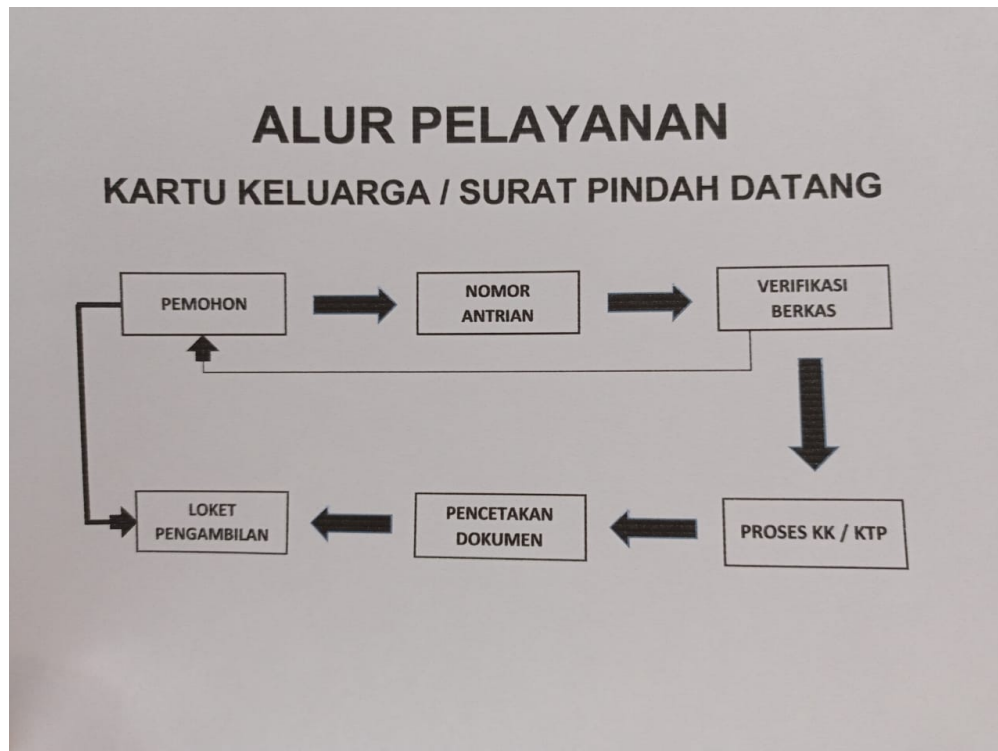 ALUR PELAYANAN
KARTU KELUARGA / SURAT PINDAH DATANG
PEMOHON
NOMOR
ANTRIAN
VERIFIKASI
BERKAS
LOKET
PENGAMBILAN
PENCETAKAN
DOKUMEN
PROSES KK / KTP